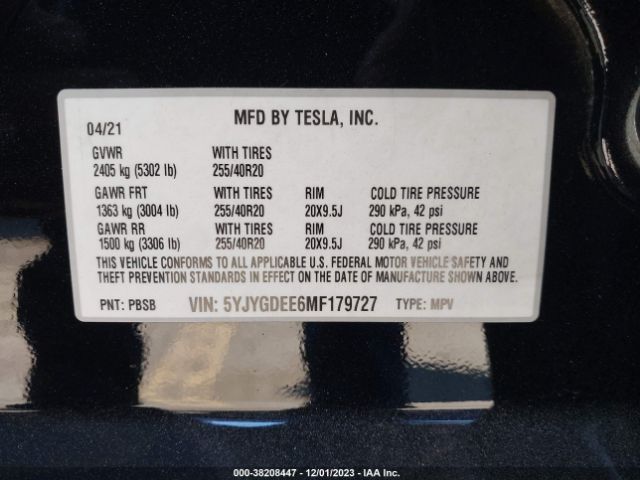 MFD BY TESLA, INC.
04/21
GVWR WITH TIRES
2405 kg (5302 lb) 255/40R20
GAWR FRT WITH TIRES RIM COLD TIRE PRESSURE
1363 kg (3004 lb) 255/40R20 20X9.5J 290 kPa, 42 psi
GAWR RR WITH TIRES RIM COLD TIRE PRESSURE
1500 kg (3306 lb) 255/40R20 20X9.5J 290 kPa, 42 psi
THIS VEHICLE CONFORMS TO ALL APPLICABLE U.S. FEDERAL MOTOR VEHICLE SAFETY AND
THEFT PREVENTION STANDARDS IN EFFECT ON THE DATE OF MANUFACTURE SHOWN ABOVE.
PNT: PBSB VIN: 5YJYGDEE6MF179727 TYPE: MPV
000-38208447 - 12/01/2023 - IAA Inc.